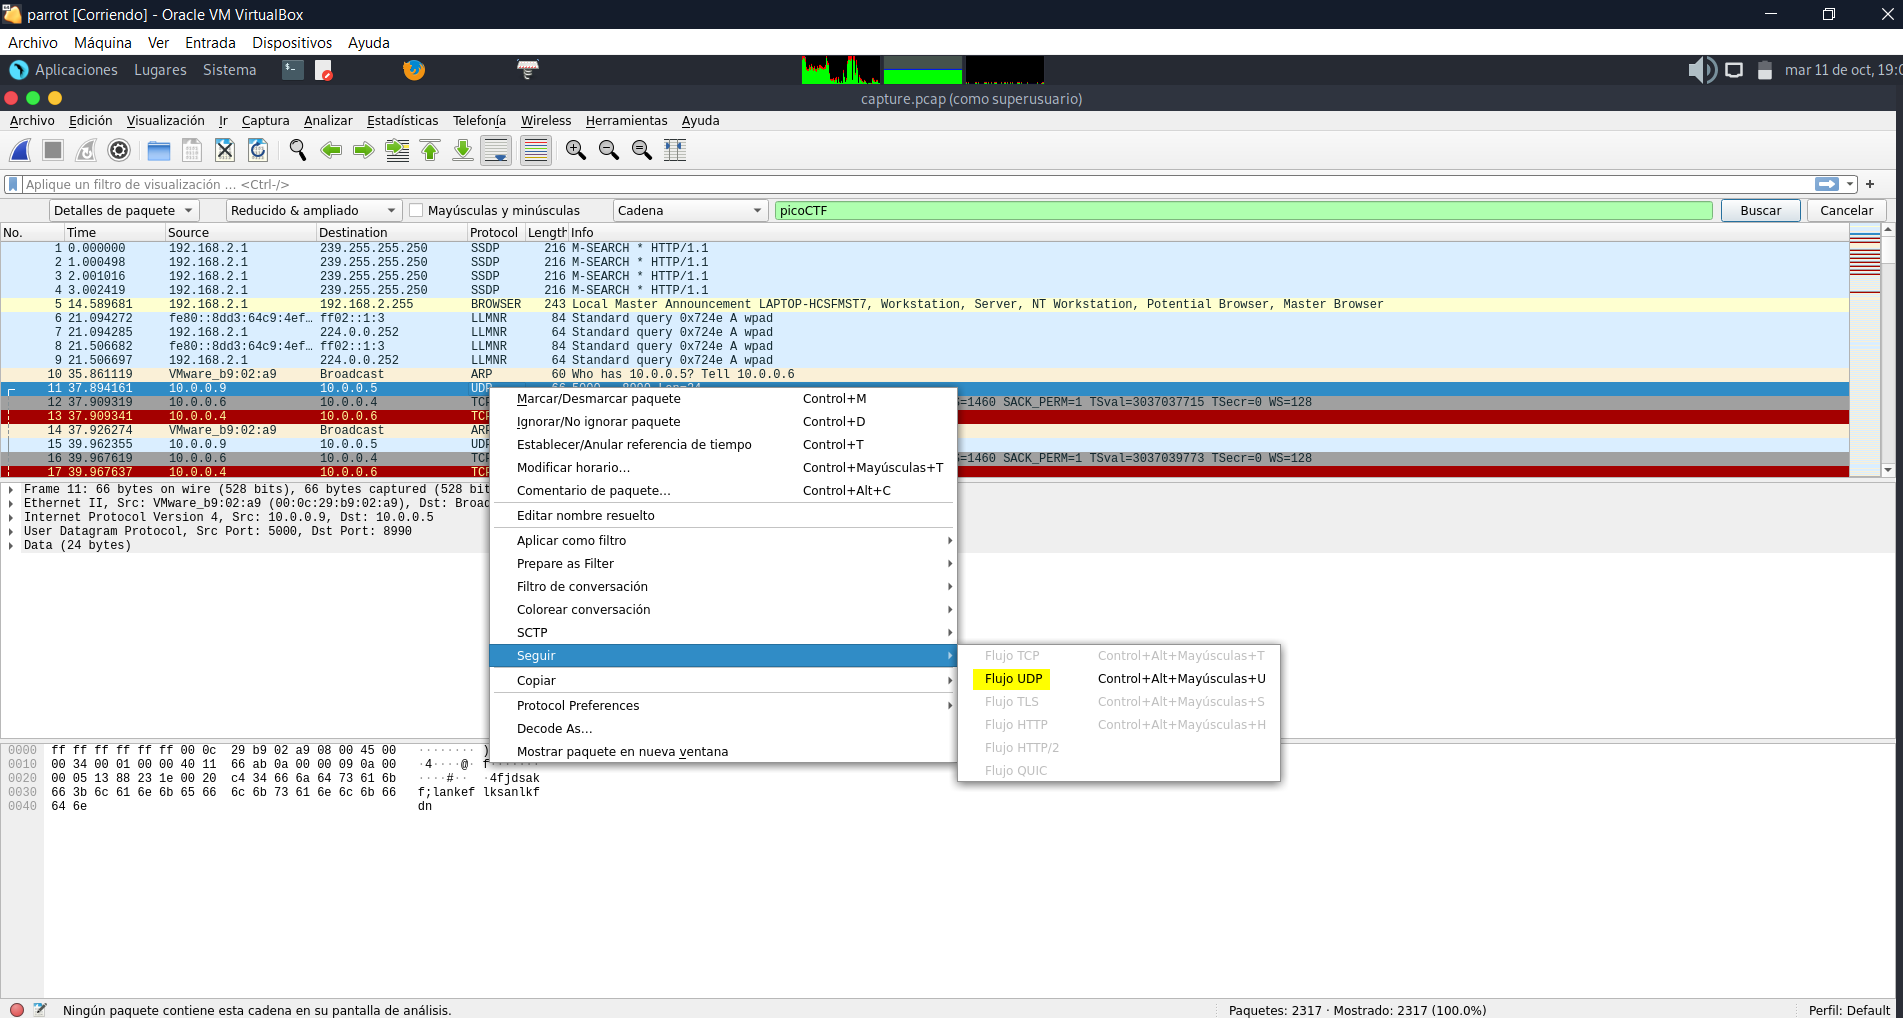 parrot [Corriendo] - Oracle VM VirtualBox
Archivo Máquina Ver Entrada Dispositivos Ayuda
Aplicaciones Lugares Sistema mar 11 de oct, 19:0
capture.pcap (como superusuario)
Archivo Edición Visualización Ir Captura Analizar Estadísticas Telefonía Wireless Herramientas Ayuda
Aplique un filtro de visualización … <Ctrl-/>
Detalles de paquete Reducido & ampliado Mayúsculas y minúsculas Cadena picoCTF Buscar Cancelar
No. Time Source Destination Protocol Length Info
1 0.000000 192.168.2.1 239.255.255.250 SSDP 216 M-SEARCH * HTTP/1.1
2 1.000498 192.168.2.1 239.255.255.250 SSDP 216 M-SEARCH * HTTP/1.1
3 2.001016 192.168.2.1 239.255.255.250 SSDP 216 M-SEARCH * HTTP/1.1
4 3.002419 192.168.2.1 239.255.255.250 SSDP 216 M-SEARCH * HTTP/1.1
5 14.589681 192.168.2.1 192.168.2.255 BROWSER 243 Local Master Announcement LAPTOP-HCSFMST7, Workstation, Server, NT Workstation, Potential Browser, Master Browser
6 21.094272 fe80::8dd3:64c9:4ef… ff02::1:3 LLMNR 84 Standard query 0x724e A wpad
7 21.094285 192.168.2.1 224.0.0.252 LLMNR 64 Standard query 0x724e A wpad
8 21.506682 fe80::8dd3:64c9:4ef… ff02::1:3 LLMNR 84 Standard query 0x724e A wpad
9 21.506697 192.168.2.1 224.0.0.252 LLMNR 64 Standard query 0x724e A wpad
10 35.861119 VMware_b9:02:a9 Broadcast ARP 60 Who has 10.0.0.5? Tell 10.0.0.6
11 37.894161 10.0.0.9 10.0.0.5 UDP
12 37.909319 10.0.0.6 10.0.0.4 TCP =1460 SACK_PERM=1 TSval=3037037715 TSecr=0 WS=128
13 37.909341 10.0.0.4 10.0.0.6 TCP
14 37.926274 VMware_b9:02:a9 Broadcast ARP
15 39.962355 10.0.0.9 10.0.0.5 UDP
16 39.967619 10.0.0.6 10.0.0.4 TCP =1460 SACK_PERM=1 TSval=3037039773 TSecr=0 WS=128
17 39.967637 10.0.0.4 10.0.0.6 TCP
Marcar/Desmarcar paquete Control+M
Ignorar/No ignorar paquete Control+D
Establecer/Anular referencia de tiempo Control+T
Modificar horario… Control+Mayúsculas+T
Comentario de paquete… Control+Alt+C
Editar nombre resuelto
Aplicar como filtro
Prepare as Filter
Filtro de conversación
Colorear conversación
SCTP
Seguir
Copiar
Protocol Preferences
Decode As…
Mostrar paquete en nueva ventana
Flujo TCP Control+Alt+Mayúsculas+T
Flujo UDP Control+Alt+Mayúsculas+U
Flujo TLS Control+Alt+Mayúsculas+S
Flujo HTTP Control+Alt+Mayúsculas+H
Flujo HTTP/2
Flujo QUIC
Frame 11: 66 bytes on wire (528 bits), 66 bytes captured (528 bit
Ethernet II, Src: VMware_b9:02:a9 (00:0c:29:b9:02:a9), Dst: Broad
Internet Protocol Version 4, Src: 10.0.0.9, Dst: 10.0.0.5
User Datagram Protocol, Src Port: 5000, Dst Port: 8990
Data (24 bytes)
0000 ff ff ff ff ff ff 00 0c 29 b9 02 a9 08 00 45 00 ········ )
0010 00 34 00 01 00 00 40 11 66 ab 0a 00 00 09 0a 00 ·4····@· f·······
0020 00 05 13 88 23 1e 00 20 c4 34 66 6a 64 73 61 6b ····#·· ·4fjdsak
0030 66 3b 6c 61 6e 6b 65 66 6c 6b 73 61 6e 6c 6b 66 f;lankef lksanlkf
0040 64 6e dn
Ningún paquete contiene esta cadena en su pantalla de análisis. Paquetes: 2317 · Mostrado: 2317 (100.0%) Perfil: Default